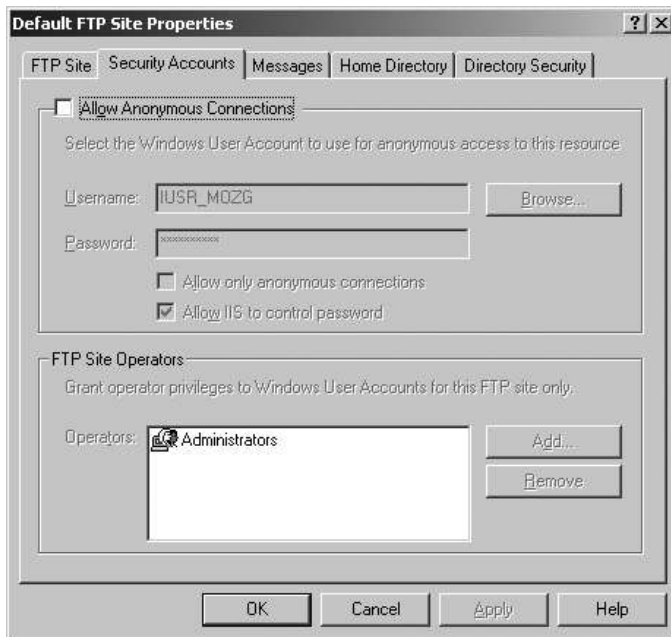 Default FTP Site Properties
FTP Site Security Accounts Messages Home Directory Directory Security
Allow Anonymous Connections
Select the Windows User Account to use for anonymous access to this resource
Username: IUSR_MOZG Browse...
Password: **********
Allow only anonymous connections
Allow IIS to control password
FTP Site Operators
Grant operator privileges to Windows User Accounts for this FTP site only.
Operators: Administrators Add...
Remove
OK Cancel Apply Help